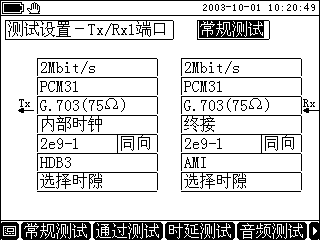 2003-10-01 10:20:49
测试设置－Tx/Rx1端口 常规测试
2Mbit/s 2Mbit/s
PCM31 PCM31
Tx G.703(75Ω) G.703(75Ω) Rx
内部时钟 终接
2e9-1 同向 2e9-1 同向
HDB3 AMI
选择时隙 选择时隙
常规测试 通过测试 时延测试 音频测试